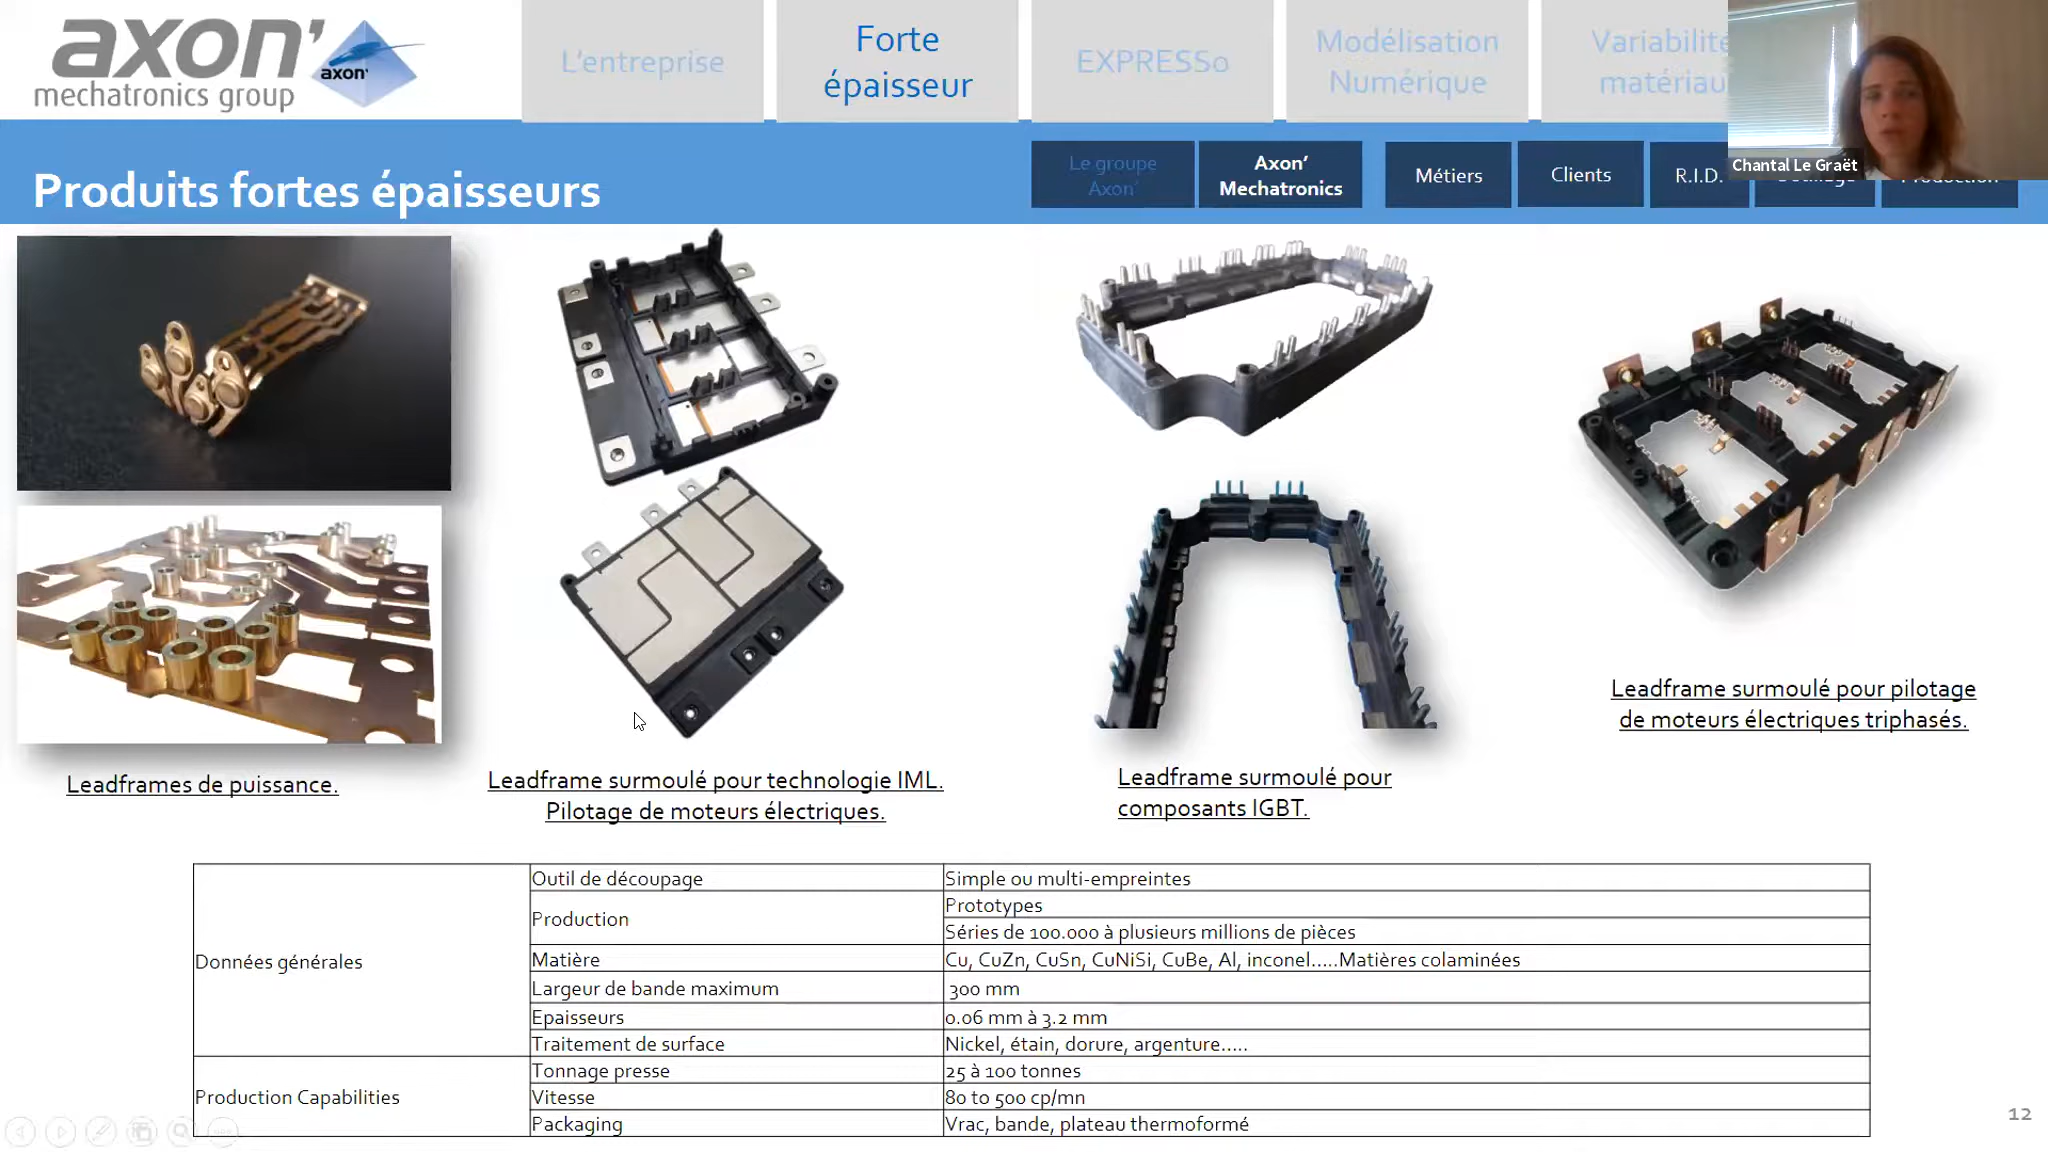 axon'
mechatronics group
axon'
L'entreprise
Forte
épaisseur
EXPRESSo
Modélisation
Numérique
Variabilité
matériau
Chantal Le Graët
Produits fortes épaisseurs
Le groupe
Axon'
Axon'
Mechatronics
Métiers
Clients
R.I.D.
Production
Leadframes de puissance.
Leadframe surmoulé pour technologie IML.
Pilotage de moteurs électriques.
Leadframe surmoulé pour
composants IGBT.
Leadframe surmoulé pour pilotage
de moteurs électriques triphasés.
Données générales
Outil de découpage
Simple ou multi-empreintes
Production
Prototypes
Séries de 100.000 à plusieurs millions de pièces
Matière
Cu, CuZn, CuSn, CuNiSi, CuBe, Al, inconel.....Matières colaminées
Largeur de bande maximum
300 mm
Epaisseurs
0.06 mm à 3.2 mm
Traitement de surface
Nickel, étain, dorure, argenture.....
Production Capabilities
Tonnage presse
25 à 100 tonnes
Vitesse
80 to 500 cp/mn
Packaging
Vrac, bande, plateau thermoformé
12